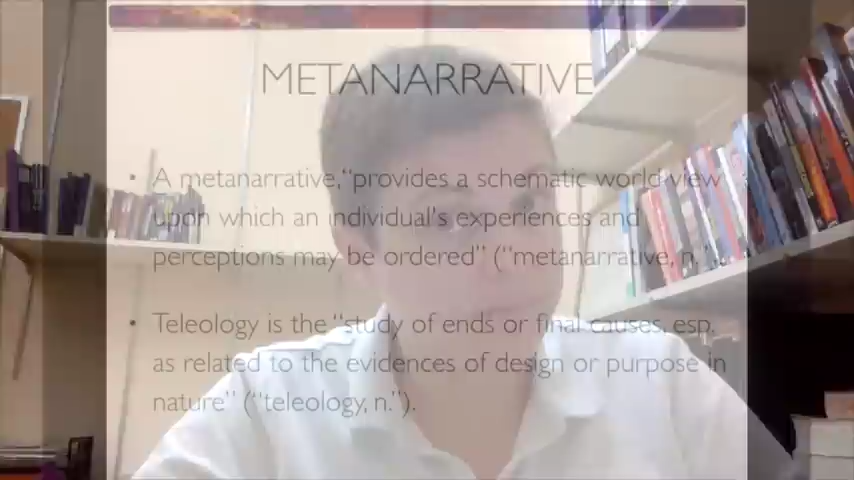 METANARRATIVE
• A metanarrative, “provides a schematic world view
upon which an individual's experiences and
perceptions may be ordered” (“metanarrative, n.”
• Teleology is the “study of ends or final causes, esp.
as related to the evidences of design or purpose in
nature” (“teleology, n.”).